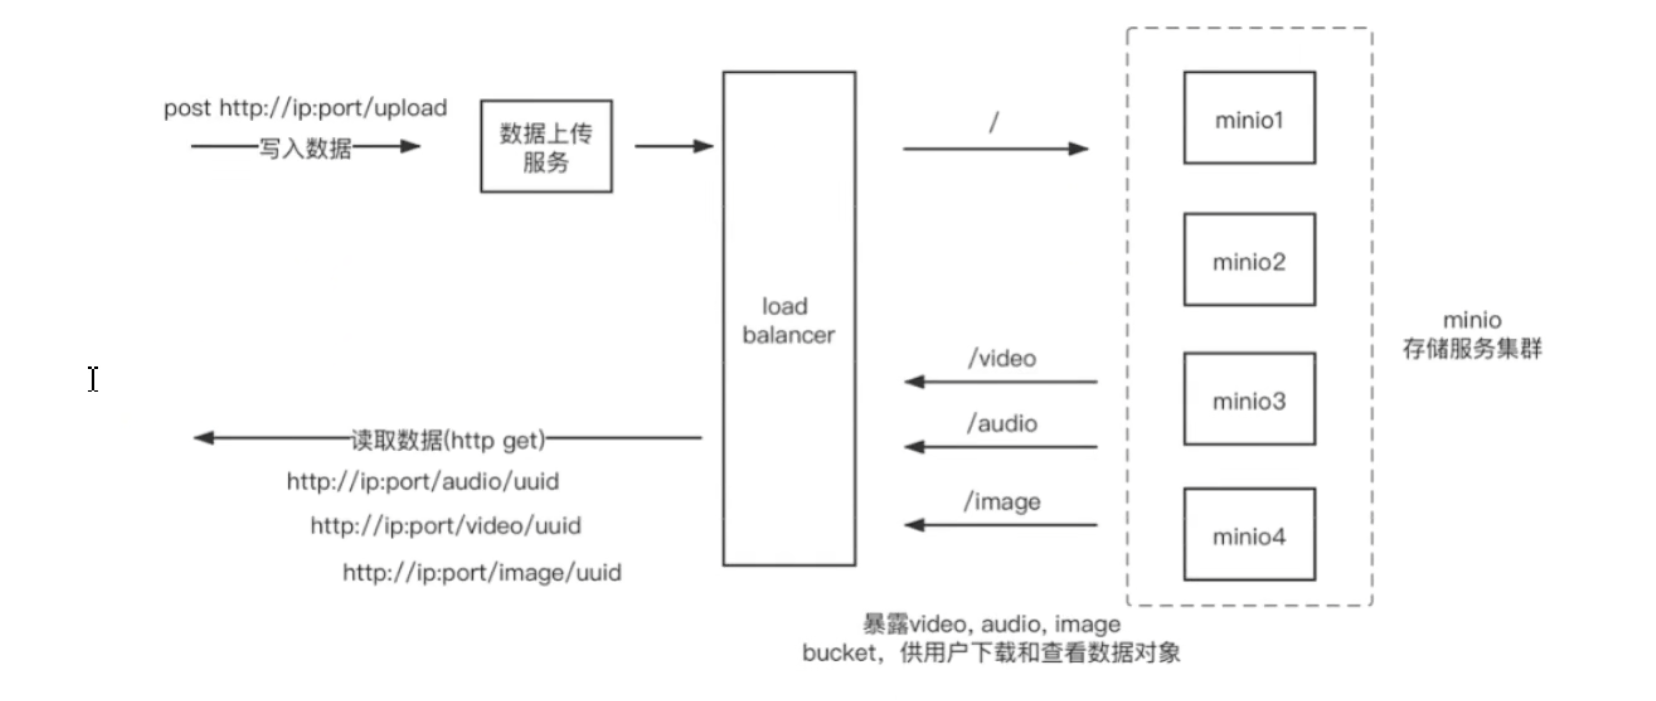 post http://ip:port/upload
写入数据
数据上传
服务
load
balancer
/
/video
/audio
/image
minio1
minio2
minio3
minio4
minio
存储服务集群
读取数据(http get)
http://ip:port/audio/uuid
http://ip:port/video/uuid
http://ip:port/image/uuid
暴露video, audio, image
bucket，供用户下载和查看数据对象